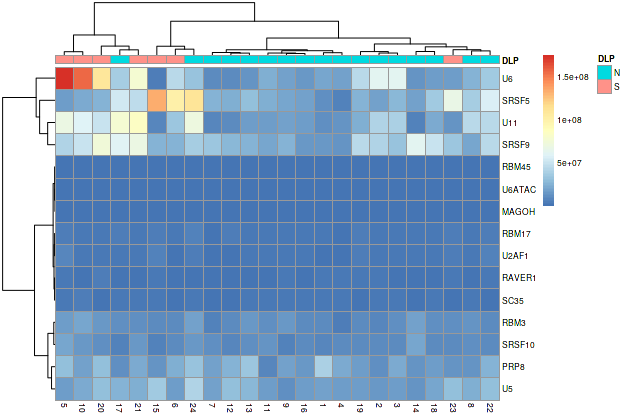 DLP
DLP
N
S
U6
SRSF5
U11
SRSF9
RBM45
U6ATAC
MAGOH
RBM17
U2AF1
RAVER1
SC35
RBM3
SRSF10
PRP8
U5
1.5e+08
1e+08
5e+07
5 10 20 17 21 15 6 24 7 12 13 11 9 16 1 4 19 2 3 14 18 23 8 22